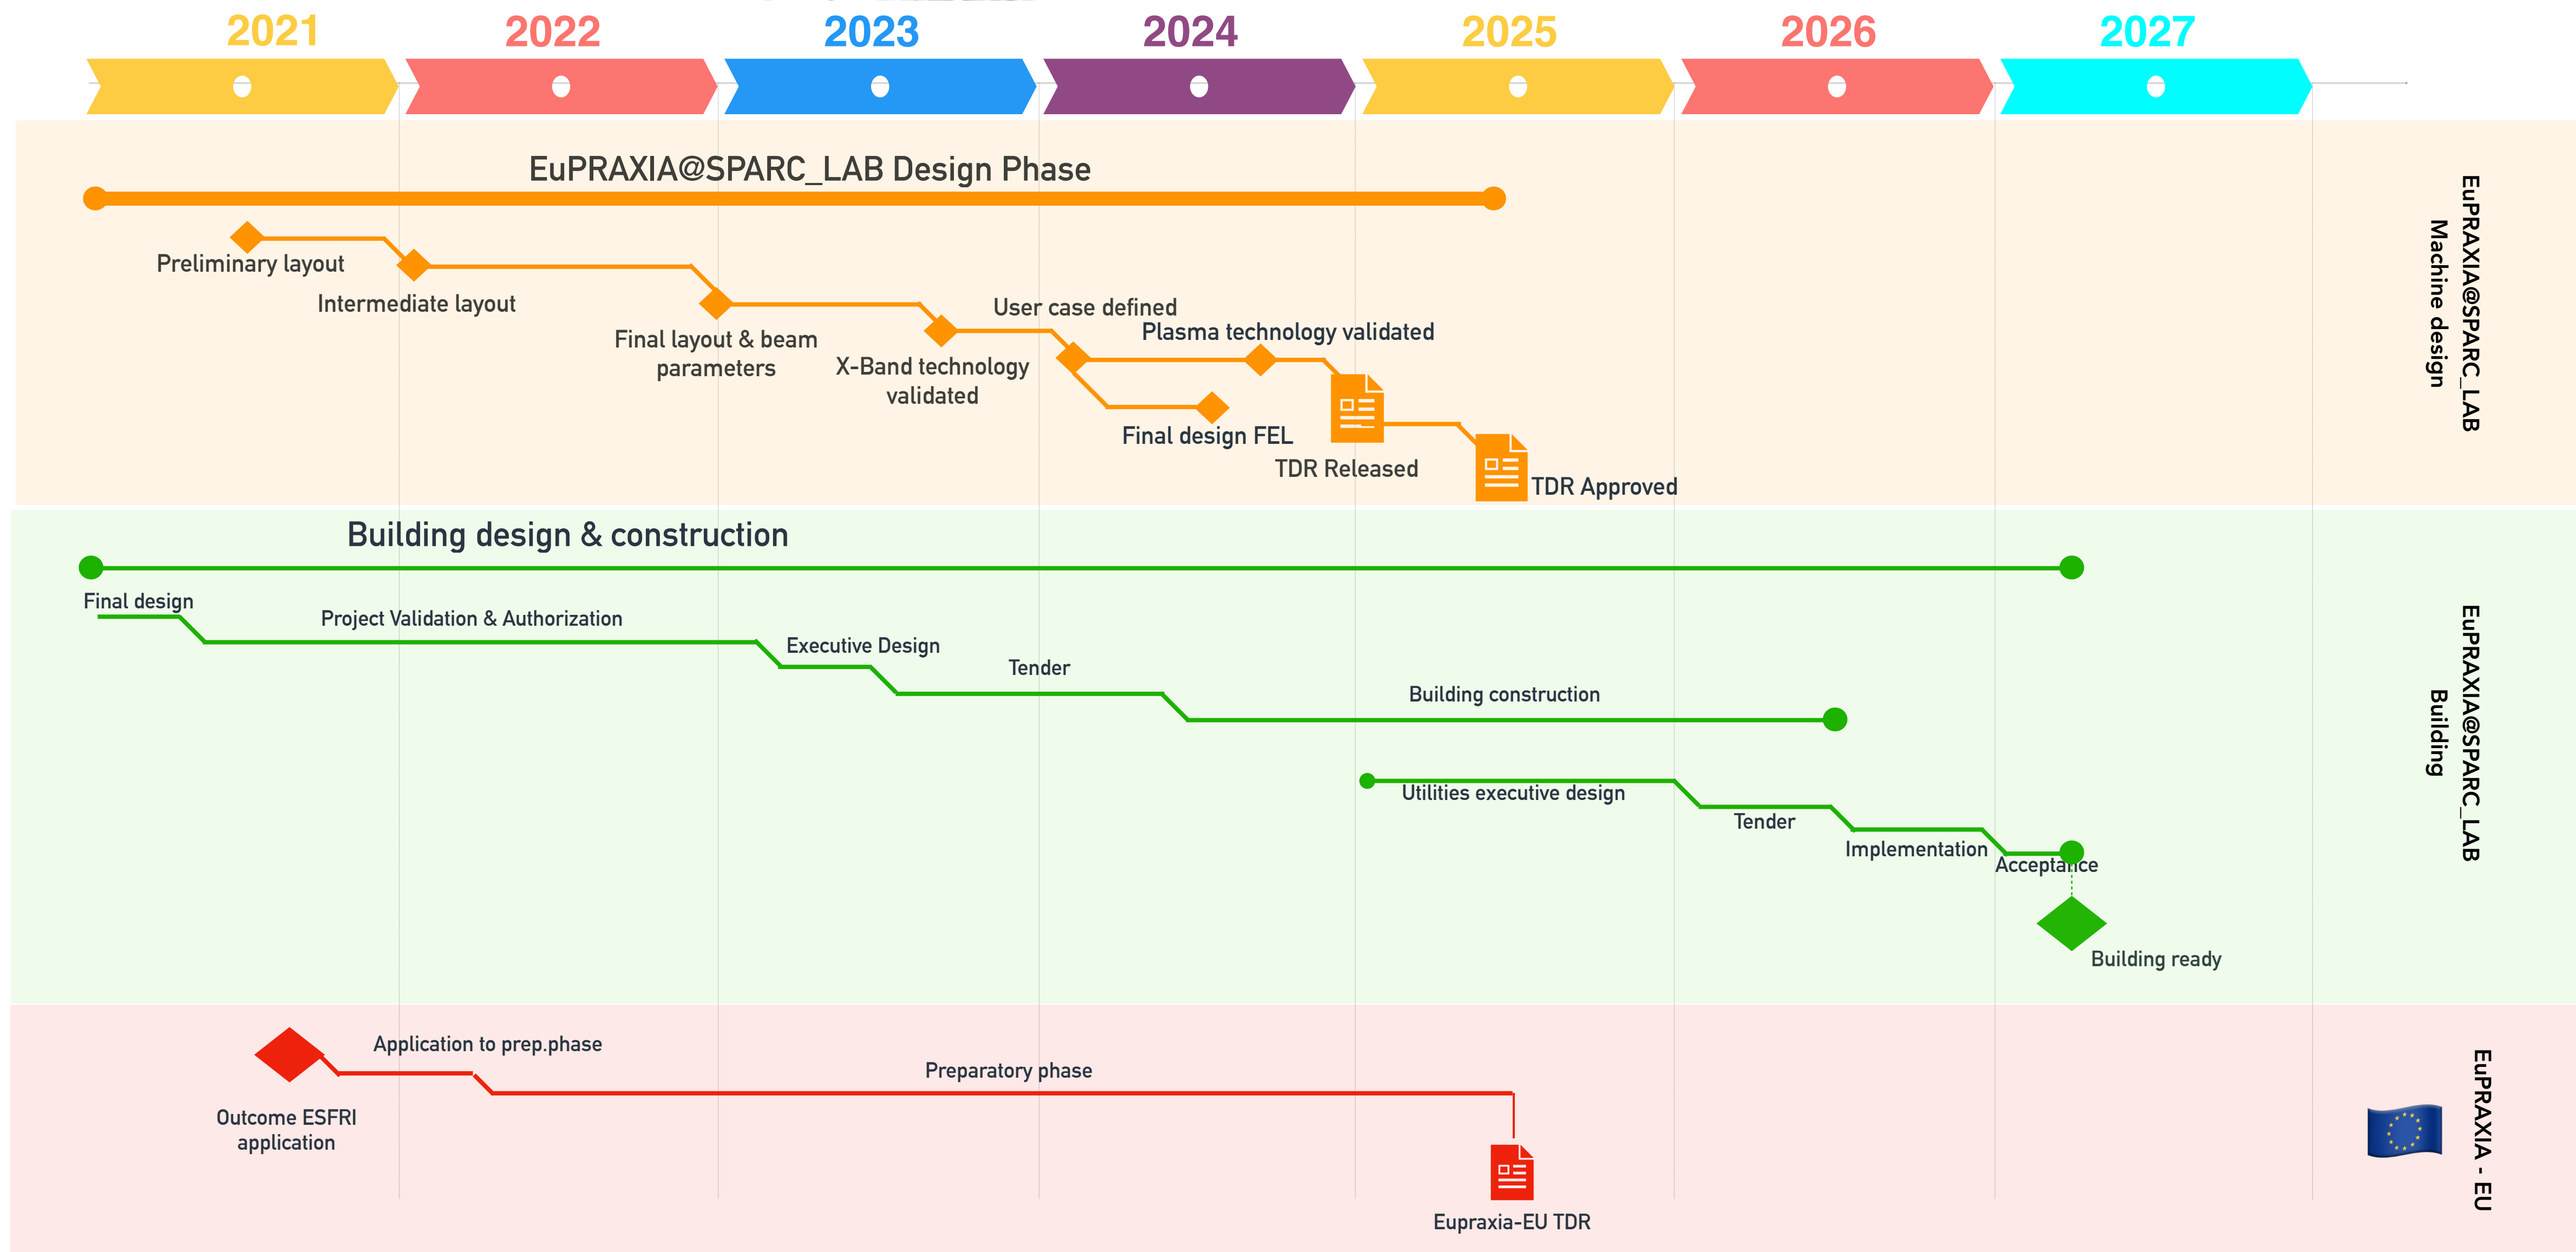 2021 2022 2023 2024 2025 2026 2027
EuPRAXIA@SPARC_LAB Design Phase
Preliminary layout
Intermediate layout
Final layout & beam
parameters
X-Band technology
validated
User case defined
Plasma technology validated
Final design FEL
TDR Released
TDR Approved
EuPRAXIA@SPARC_LAB
Machine design
Building design & construction
Final design
Project Validation & Authorization
Executive Design
Tender
Building construction
Utilities executive design
Tender
Implementation
Acceptance
Building ready
EuPRAXIA@SPARC_LAB
Building
Application to prep.phase
Preparatory phase
Outcome ESFRI
application
Eupraxia-EU TDR
EuPRAXIA - EU